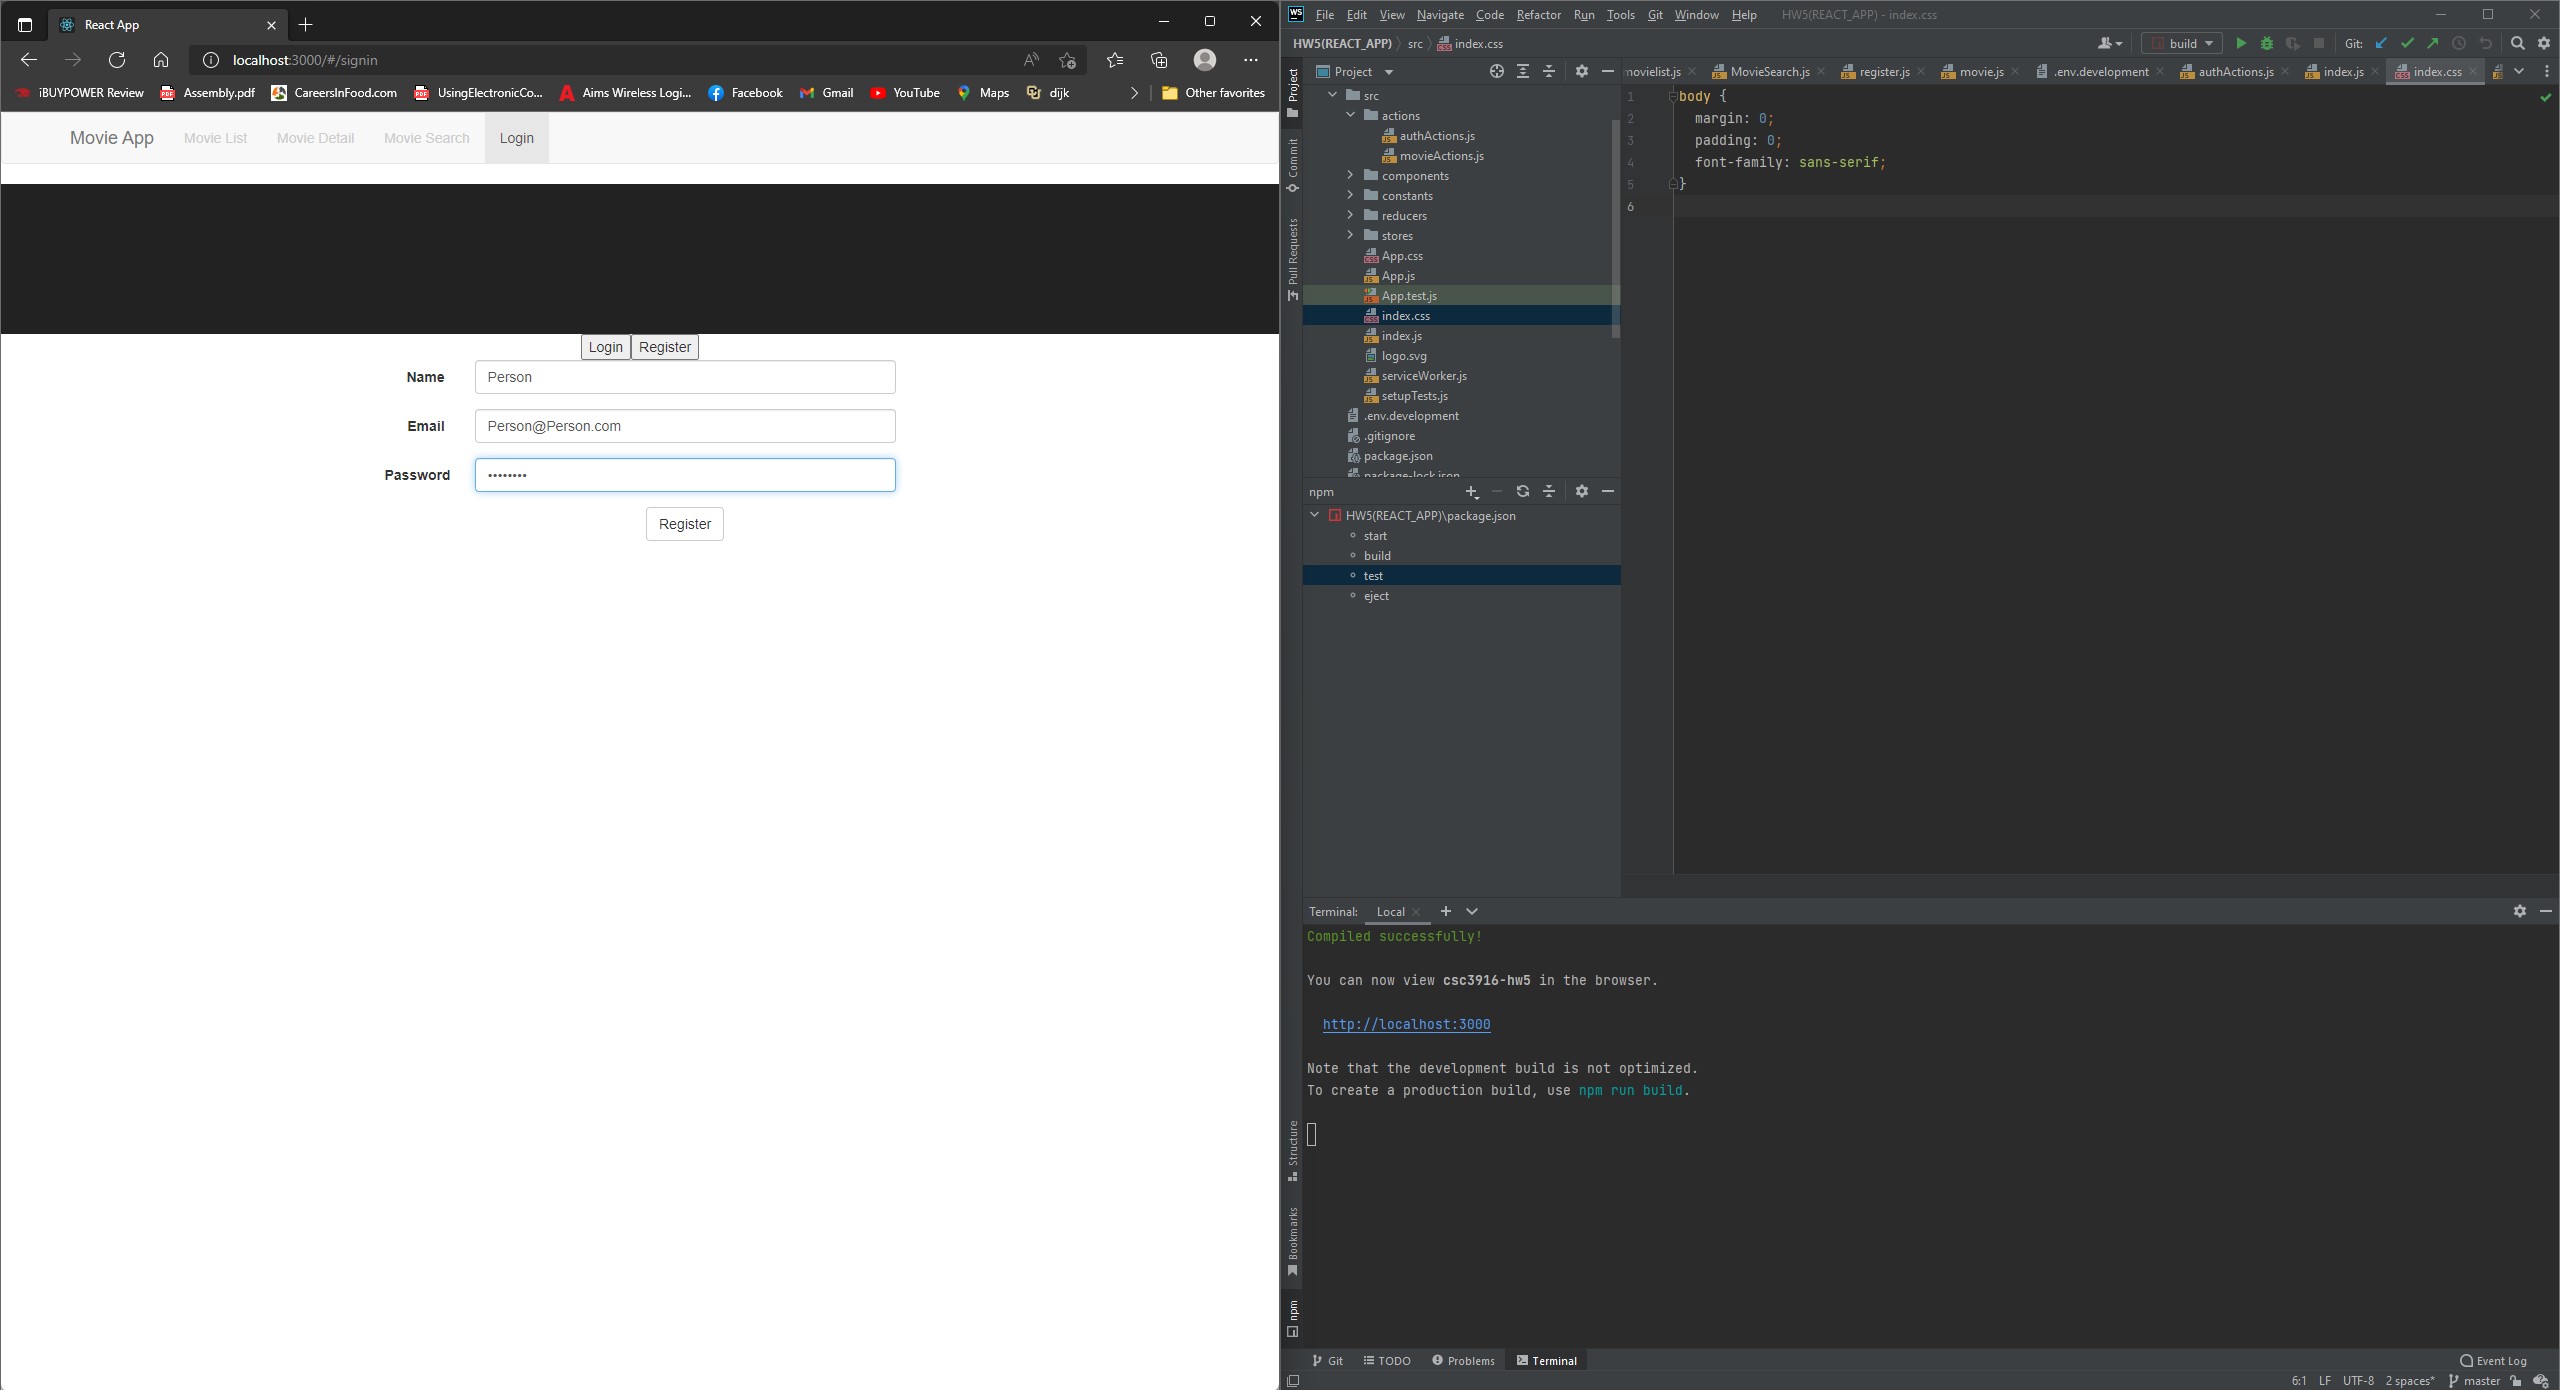 React App
localhost:3000/#/signin
iBUYPOWER Review
Assembly.pdf
CareersInFood.com
UsingElectronicCo...
Aims Wireless Logi...
Facebook
Gmail
YouTube
Maps
dijk
Other favorites
Movie App
Movie List
Movie Detail
Movie Search
Login
Login
Register
Name
Person
Email
Person@Person.com
Password
••••••••
Register
WS
File
Edit
View
Navigate
Code
Refactor
Run
Tools
Git
Window
Help
HW5(REACT_APP) - index.css
HW5(REACT_APP)
src
index.css
build
Git:
Project
Commit
Pull Requests
Project
src
actions
authActions.js
movieActions.js
components
constants
reducers
stores
App.css
App.js
App.test.js
index.css
index.js
logo.svg
serviceWorker.js
setupTests.js
.env.development
.gitignore
package.json
package-lock.json
npm
HW5(REACT_APP)\package.json
start
build
test
eject
movielist.js
MovieSearch.js
register.js
movie.js
.env.development
authActions.js
index.js
index.css
1 body {
2 margin: 0;
3 padding: 0;
4 font-family: sans-serif;
5 }
6
Terminal:
Local
Compiled successfully!
You can now view csc3916-hw5 in the browser.
http://localhost:3000
Note that the development build is not optimized.
To create a production build, use npm run build.
Structure
Bookmarks
npm
Git
TODO
Problems
Terminal
Event Log
6:1
LF
UTF-8
2 spaces*
master